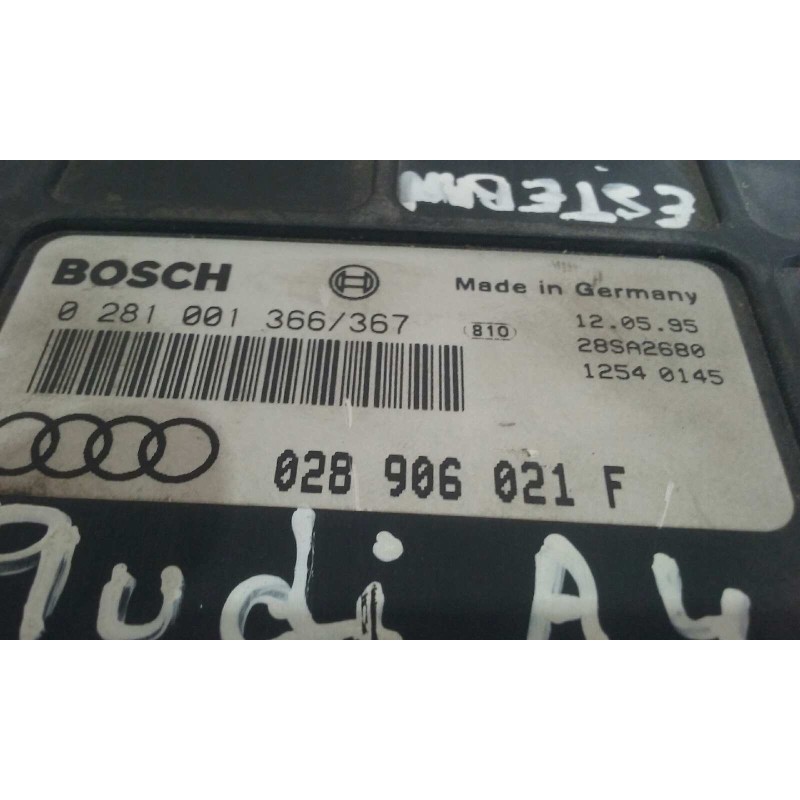 ESTEBAN
BOSCH
Made in Germany
0 281 001 366/367
810
12.05.95
28SA2680
1254 0145
028 906 021 F
Audi A4